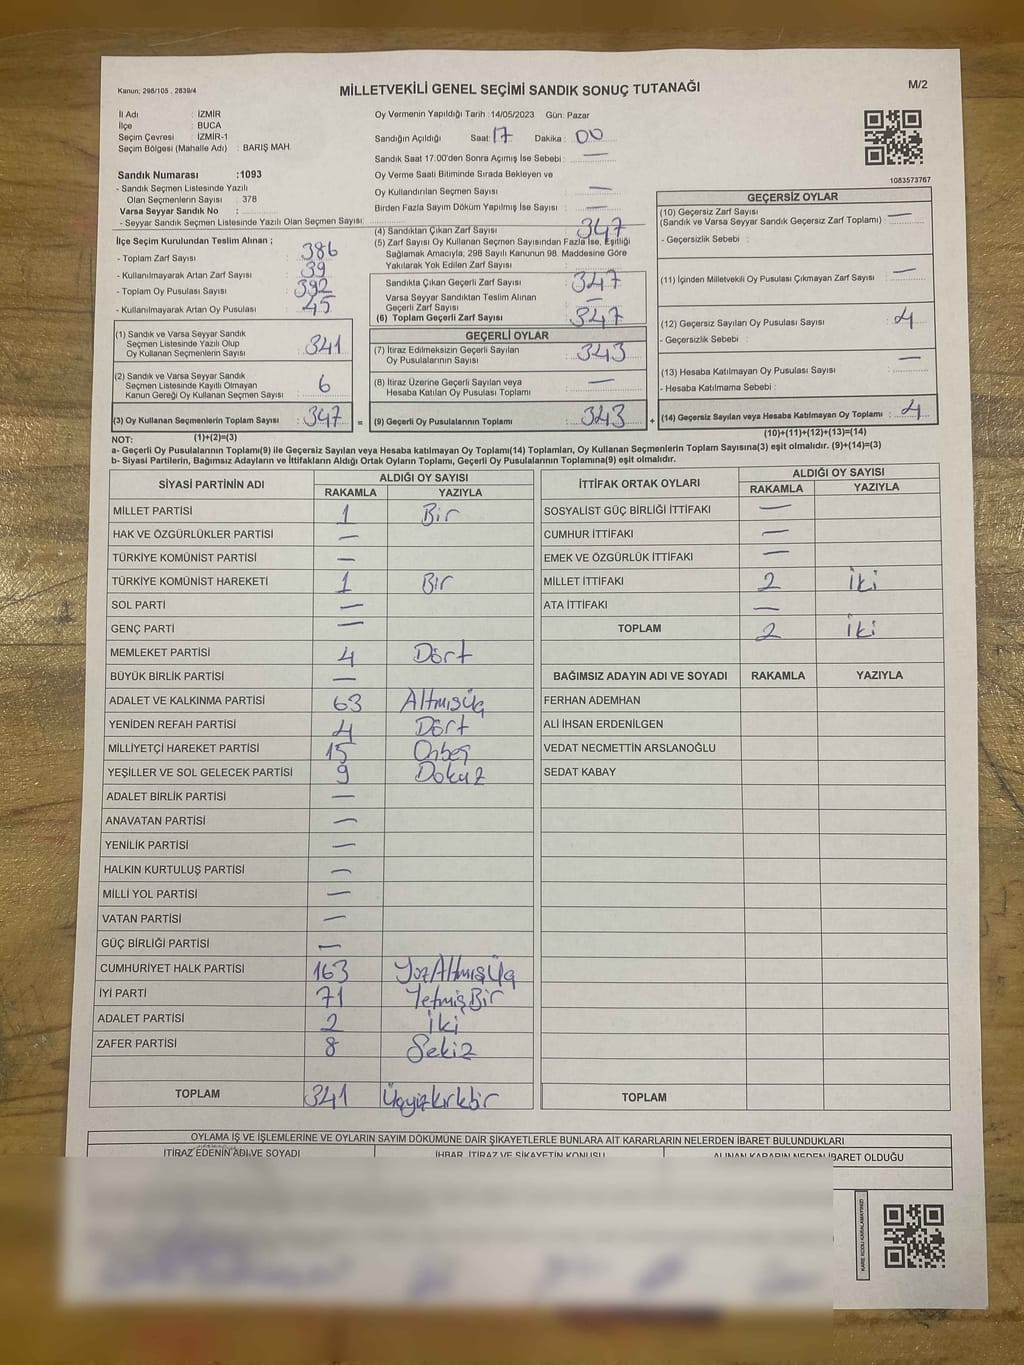 Kanun; 298/105 , 2839/4
MİLLETVEKİLİ GENEL SEÇİMİ SANDIK SONUÇ TUTANAĞI
M/2
İl Adı : İZMİR
İlçe : BUCA
Seçim Çevresi : İZMİR-1
Seçim Bölgesi (Mahalle Adı) : BARIŞ MAH.
Oy Vermenin Yapıldığı Tarih : 14/05/2023 Gün: Pazar
Sandığın Açıldığı Saat: 17 Dakika : 00
Sandık Saat 17.00'den Sonra Açımış İse Sebebi : —
Oy Verme Saati Bitiminde Sırada Bekleyen ve
Oy Kullandırılan Seçmen Sayısı —
Birden Fazla Sayım Döküm Yapılmış İse Sayısı : —
1083573767
Sandık Numarası :1093
- Sandık Seçmen Listesinde Yazılı
Olan Seçmenlerin Sayısı : 378
Varsa Seyyar Sandık No :
- Seyyar Sandık Seçmen Listesinde Yazılı Olan Seçmen Sayısı:
İlçe Seçim Kurulundan Teslim Alınan ;
- Toplam Zarf Sayısı : 386
- Kullanılmayarak Artan Zarf Sayısı : 39
- Toplam Oy Pusulası Sayısı : 392
- Kullanılmayarak Artan Oy Pusulası : 45
(1) Sandık ve Varsa Seyyar Sandık
Seçmen Listesinde Yazılı Olup
Oy Kullanan Seçmenlerin Sayısı : 341
(2) Sandık ve Varsa Seyyar Sandık
Seçmen Listesinde Kayıtlı Olmayan
Kanun Gereği Oy Kullanan Seçmen Sayısı : 6
(3) Oy Kullanan Seçmenlerin Toplam Sayısı : 347 =
(4) Sandıktan Çıkan Zarf Sayısı : 347
(5) Zarf Sayısı Oy Kullanan Seçmen Sayısından Fazla İse, Eşitliği
Sağlamak Amacıyla, 298 Sayılı Kanunun 98. Maddesine Göre
Yakılarak Yok Edilen Zarf Sayısı :
Sandıkta Çıkan Geçerli Zarf Sayısı : 347
Varsa Seyyar Sandıktan Teslim Alınan
Geçerli Zarf Sayısı : —
(6) Toplam Geçerli Zarf Sayısı : 347
GEÇERLİ OYLAR
(7) İtiraz Edilmeksizin Geçerli Sayılan
Oy Pusulalarının Sayısı : 343
(8) İtiraz Üzerine Geçerli Sayılan veya
Hesaba Katılan Oy Pusulası Toplamı : —
(9) Geçerli Oy Pusulalarının Toplamı : 343 +
GEÇERSİZ OYLAR
(10) Geçersiz Zarf Sayısı
(Sandık ve Varsa Seyyar Sandık Geçersiz Zarf Toplamı) : —
- Geçersizlik Sebebi :
(11) İçinden Milletvekili Oy Pusulası Çıkmayan Zarf Sayısı : —
(12) Geçersiz Sayılan Oy Pusulası Sayısı : 4
- Geçersizlik Sebebi :
(13) Hesaba Katılmayan Oy Pusulası Sayısı : —
- Hesaba Katılmama Sebebi :
(14) Geçersiz Sayılan veya Hesaba Katılmayan Oy Toplamı : 4
NOT: (1)+(2)=(3)
(10)+(11)+(12)+(13)=(14)
a- Geçerli Oy Pusulalarının Toplamı(9) ile Geçersiz Sayılan veya Hesaba katılmayan Oy Toplamı(14) Toplamları, Oy Kullanan Seçmenlerin Toplam Sayısına(3) eşit olmalıdır. (9)+(14)=(3)
b- Siyasi Partilerin, Bağımsız Adayların ve İttifakların Aldığı Ortak Oyların Toplamı, Geçerli Oy Pusulalarının Toplamına(9) eşit olmalıdır.
SİYASİ PARTİNİN ADI ALDIĞI OY SAYISI
RAKAMLA YAZIYLA
MİLLET PARTİSİ 1 Bir
HAK VE ÖZGÜRLÜKLER PARTİSİ —
TÜRKİYE KOMÜNİST PARTİSİ —
TÜRKİYE KOMÜNİST HAREKETİ 1 Bir
SOL PARTİ —
GENÇ PARTİ —
MEMLEKET PARTİSİ 4 Dört
BÜYÜK BİRLİK PARTİSİ —
ADALET VE KALKINMA PARTİSİ 63 Altmışüç
YENİDEN REFAH PARTİSİ 4 Dört
MİLLİYETÇİ HAREKET PARTİSİ 15 Onbeş
YEŞİLLER VE SOL GELECEK PARTİSİ 9 Dokuz
ADALET BİRLİK PARTİSİ —
ANAVATAN PARTİSİ —
YENİLİK PARTİSİ —
HALKIN KURTULUŞ PARTİSİ —
MİLLİ YOL PARTİSİ —
VATAN PARTİSİ —
GÜÇ BİRLİĞİ PARTİSİ —
CUMHURİYET HALK PARTİSİ 163 YüzAltmışÜç
İYİ PARTİ 71 YetmişBir
ADALET PARTİSİ 2 İki
ZAFER PARTİSİ 8 Sekiz
TOPLAM 341 Üçyüzkırkbir
İTTİFAK ORTAK OYLARI ALDIĞI OY SAYISI
RAKAMLA YAZIYLA
SOSYALİST GÜÇ BİRLİĞİ İTTİFAKI —
CUMHUR İTTİFAKI —
EMEK VE ÖZGÜRLÜK İTTİFAKI —
MİLLET İTTİFAKI 2 İki
ATA İTTİFAKI —
TOPLAM 2 İki
BAĞIMSIZ ADAYIN ADI VE SOYADI RAKAMLA YAZIYLA
FERHAN ADEMHAN
ALİ İHSAN ERDENİLGEN
VEDAT NECMETTİN ARSLANOĞLU
SEDAT KABAY
TOPLAM
OYLAMA İŞ VE İŞLEMLERİNE VE OYLARIN SAYIM DÖKÜMÜNE DAİR ŞİKAYETLERLE BUNLARA AİT KARARLARIN NELERDEN İBARET BULUNDUKLARI
İTİRAZ EDENİN ADI VE SOYADI İHBAR, İTİRAZ VE ŞİKAYETİN KONUSU ALINAN KARARIN NEDEN İBARET OLDUĞU
KARE KODU KARALAMAYINIZ!